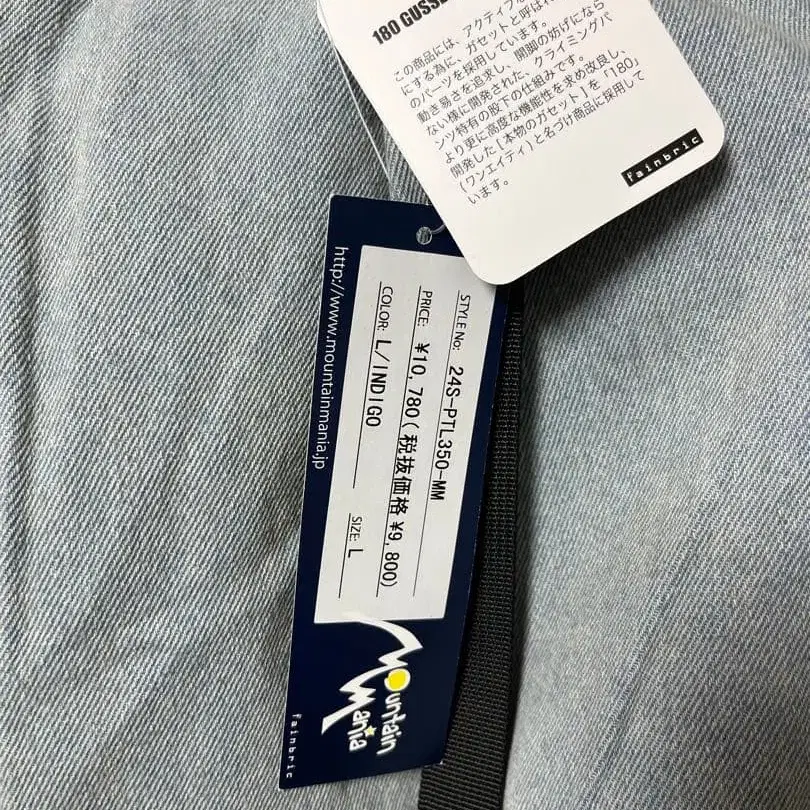 180 GUSSE
この商品には、アクティブな
にする為に、ガセットと呼ばれ
のパーツを採用しています。
動き易さを追求し、開脚の妨げになら
ない様に開発された、クライミングパ
ンツ特有の股下の仕組みです。
より更に高度な機能性を求め改良し、
開発した[本物のガセット]を「180」
(ワンエイティ)と名づけ商品に採用して
います。
fainbric
http://www.mountainmania.jp
STYLE No: 24S-PTL350-MM
PRICE: ¥10,780(税抜価格¥9,800)
COLOR: L/INDIGO
SIZE: L
Mountain
Mania
fainbric